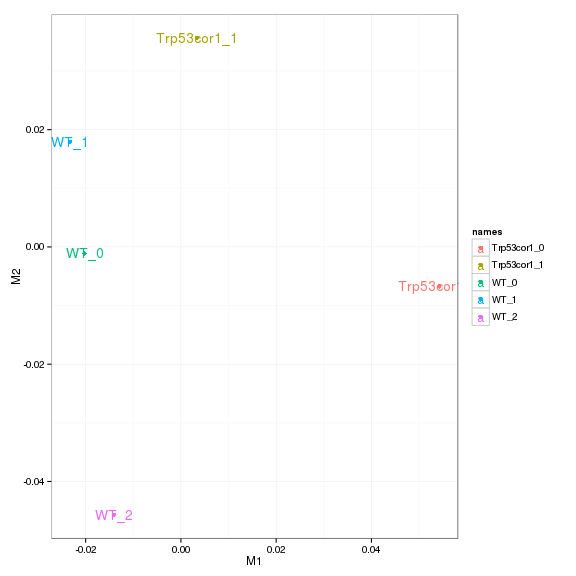 Trp53cor1_1
0.02
WT_1
WT_0
0.00
M2
Trp53cor
-0.02
-0.04
WT_2
-0.02 0.00 0.02 0.04
M1
names
a Trp53cor1_0
a Trp53cor1_1
a WT_0
a WT_1
a WT_2